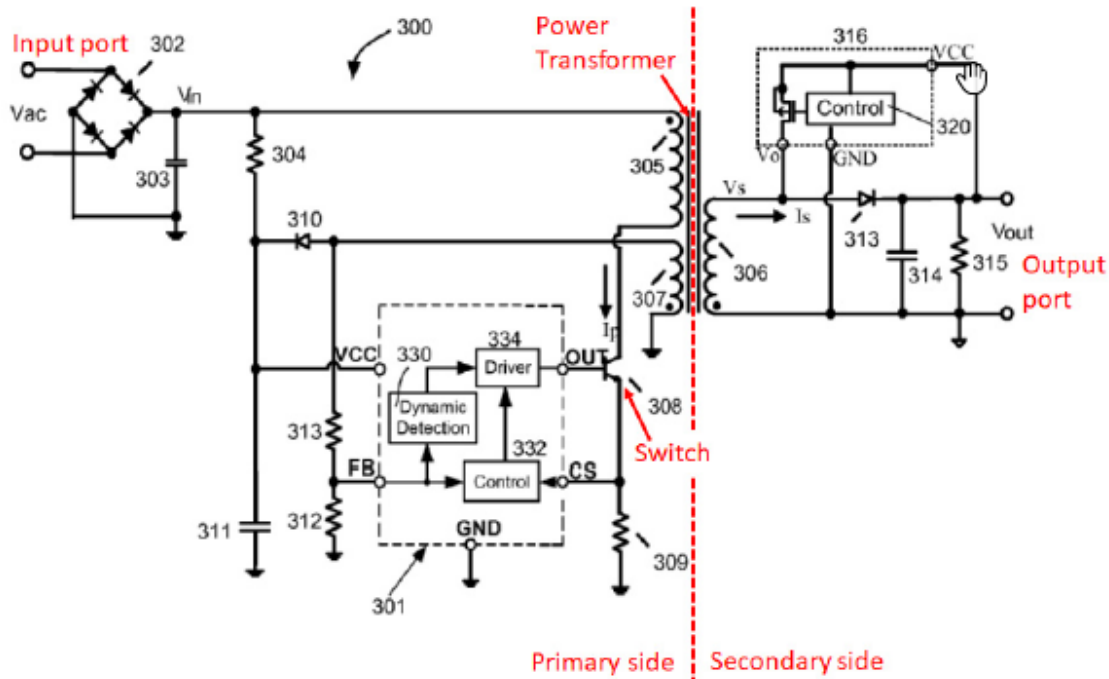 Input port
302
300
Power
Transformer
316
VCC
Vin
Vac
Control
320
304
303
305
Vo
GND
Vs
Is
310
313
306
314
315
Vout
Output
port
307
Ip
334
VCC
330
Driver
OUT
308
Dynamic
Detection
Switch
313
332
FB
Control
CS
311
312
GND
309
301
Primary side
Secondary side